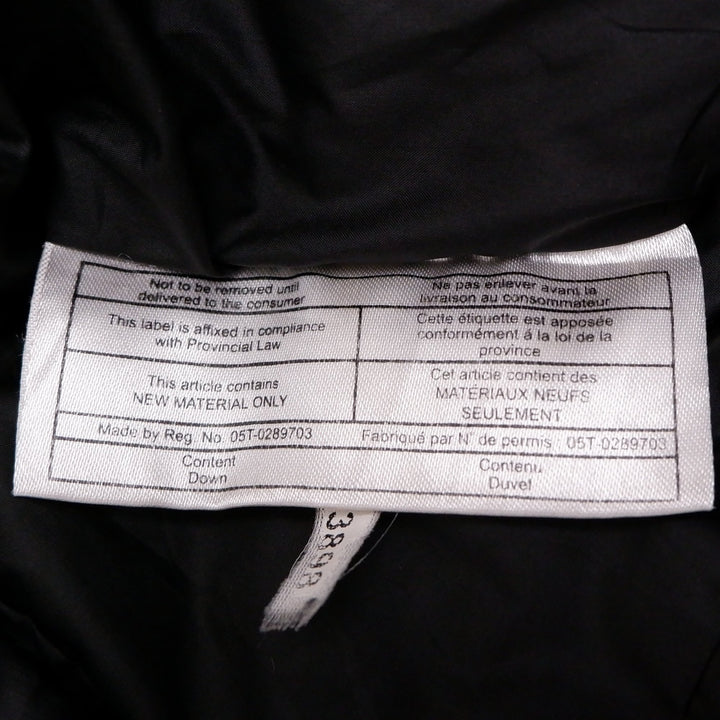 Not to be removed until
delivered to the consumer
Ne pas enlever avant la
livraison au consommateur
This label is affixed in compliance
with Provincial Law
Cette étiquette est apposée
conformément à la loi de la
province
This article contains
NEW MATERIAL ONLY
Cet article contient des
MATÉRIAUX NEUFS
SEULEMENT
Made by Reg. No. 05T-0289703
Fabriqué par N° de permis : 05T-0289703
Content
Down
Contenu
Duvet
3898